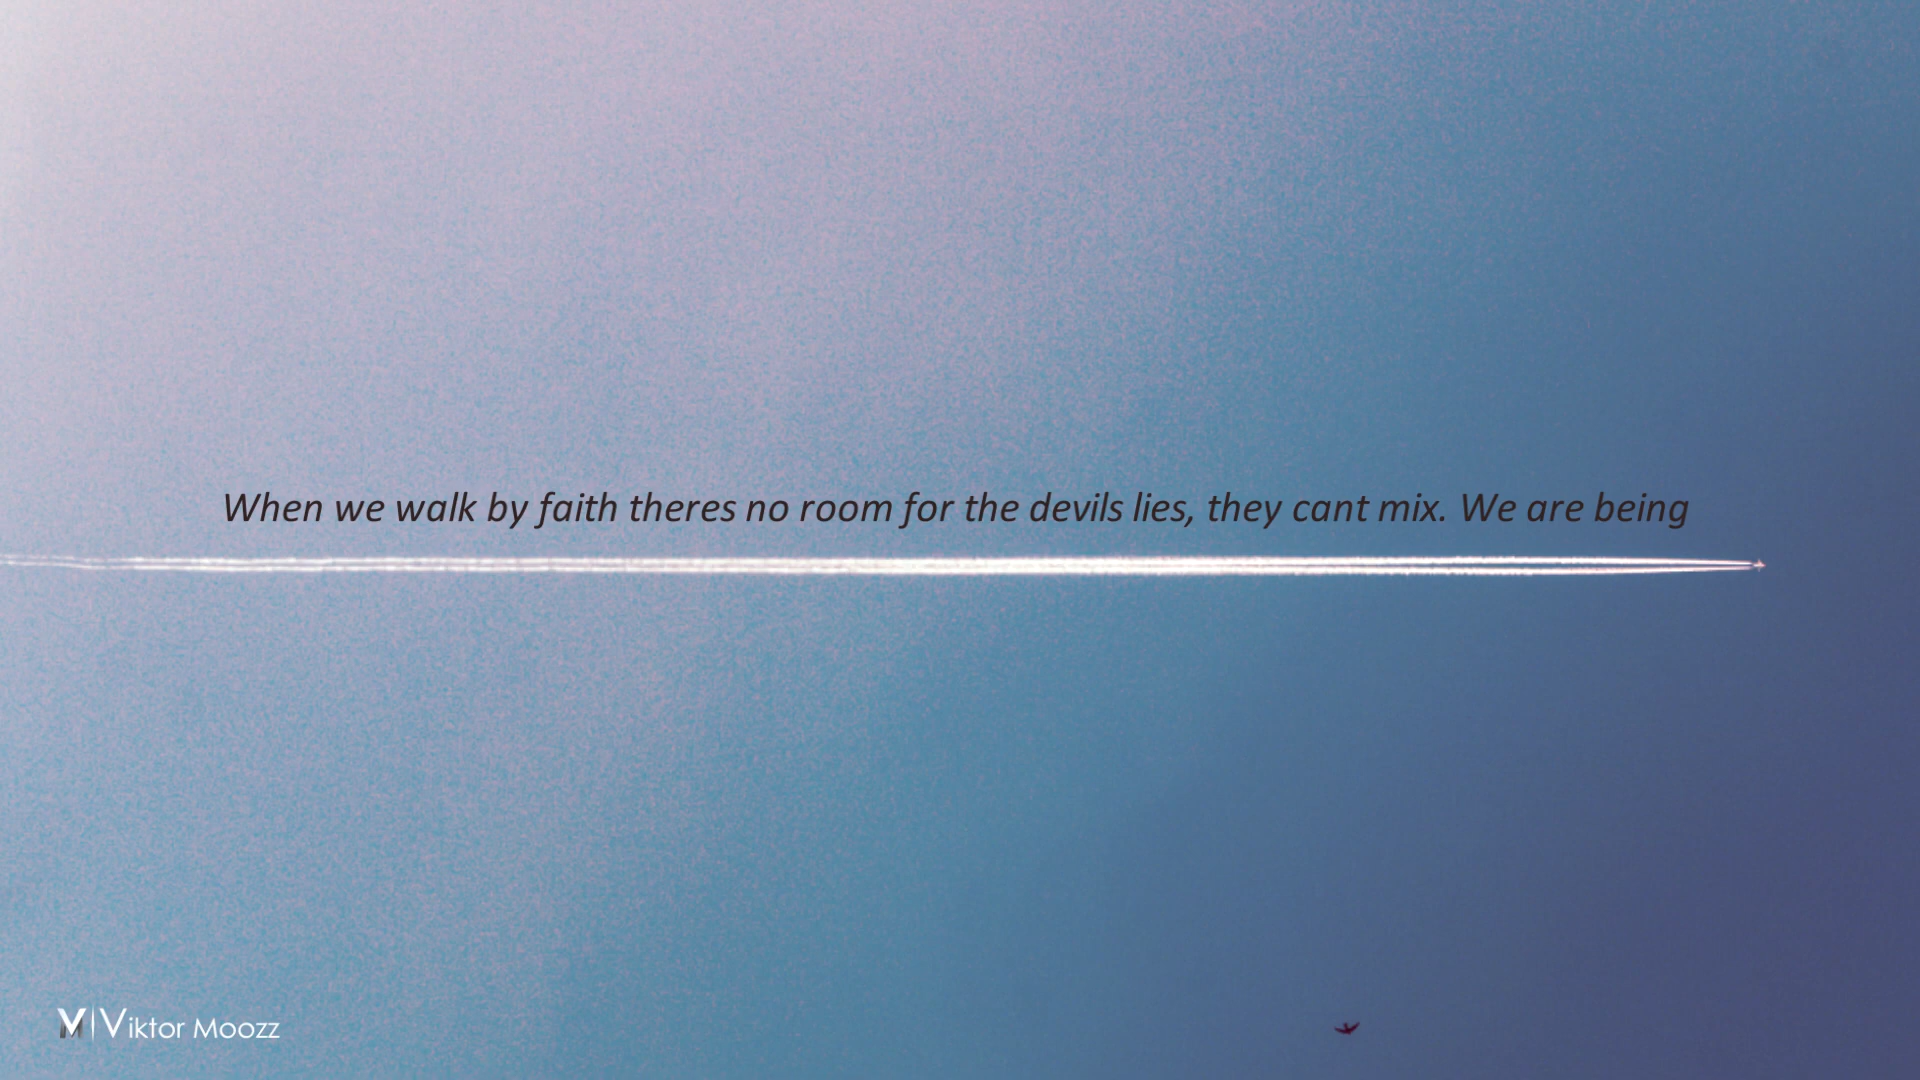 When we walk by faith theres no room for the devils lies, they cant mix. We are being
VM Viktor Moozz